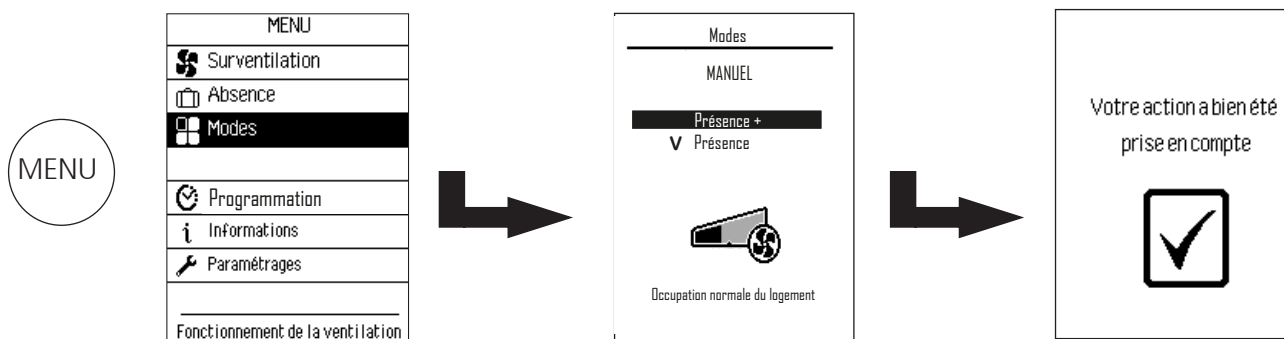 MENU
MENU
Surventilation
Absence
Modes
Programmation
i Informations
Paramétrages
Fonctionnement de la ventilation
Modes
MANUEL
Présence +
V Présence
Occupation normale du logement
Votre action a bien été
prise en compte